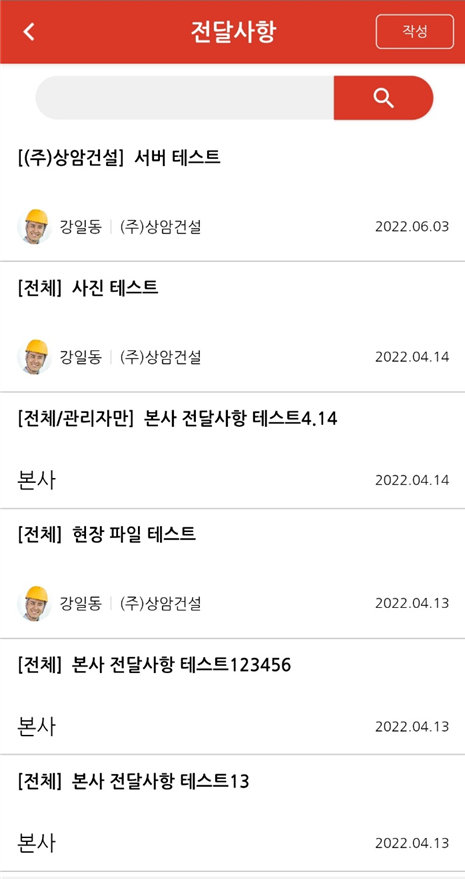 전달사항
작성
[(주)상암건설] 서버 테스트
강일동 | (주)상암건설 2022.06.03
[전체] 사진 테스트
강일동 | (주)상암건설 2022.04.14
[전체/관리자만] 본사 전달사항 테스트4.14
본사 2022.04.14
[전체] 현장 파일 테스트
강일동 | (주)상암건설 2022.04.13
[전체] 본사 전달사항 테스트123456
본사 2022.04.13
[전체] 본사 전달사항 테스트13
본사 2022.04.13